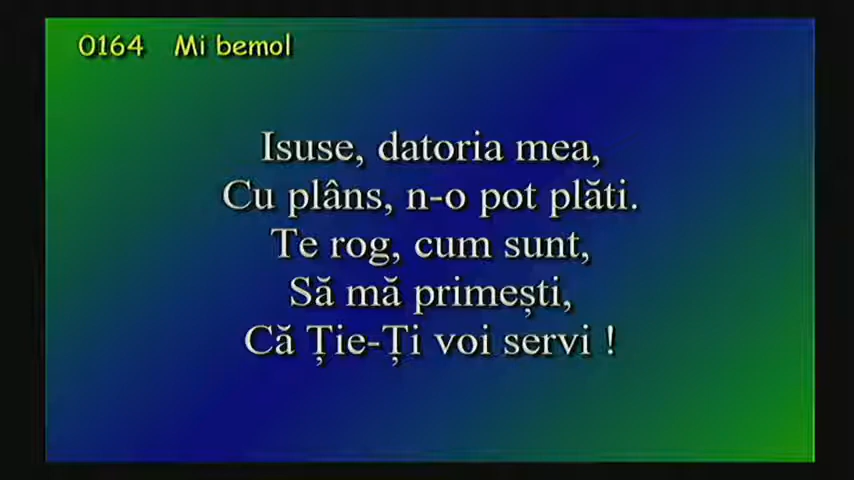 0164 Mi bemol
Isuse, datoria mea,
Cu plâns, n-o pot plăti.
Te rog, cum sunt,
Să mă primești,
Că Ție-Ți voi servi !